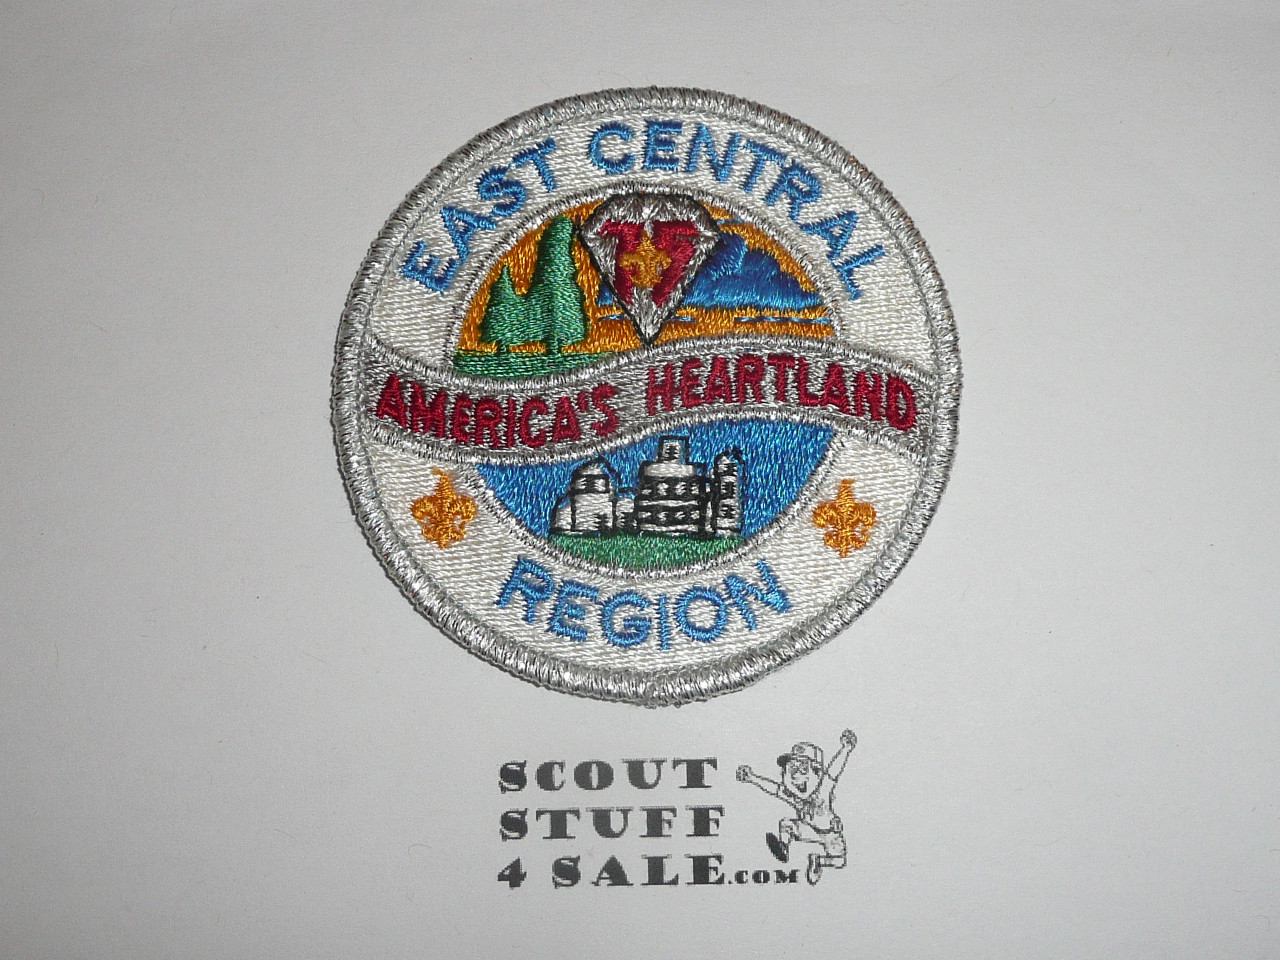 EAST CENTRAL
75
AMERICA'S HEARTLAND
REGION
SCOUT
STUFF
4 SALE.COM